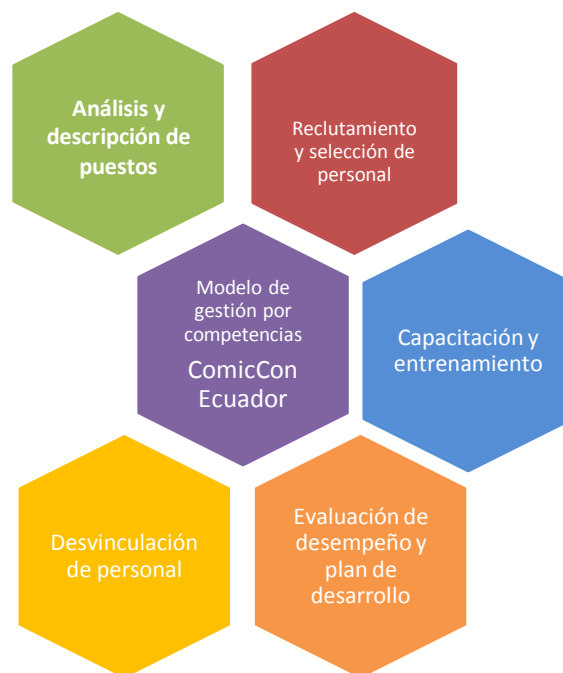 Análisis y
descripción de
puestos
Reclutamiento
y selección de
personal
Modelo de
gestión por
competencias
ComicCon
Ecuador
Capacitación y
entrenamiento
Desvinculación
de personal
Evaluación de
desempeño y
plan de
desarrollo